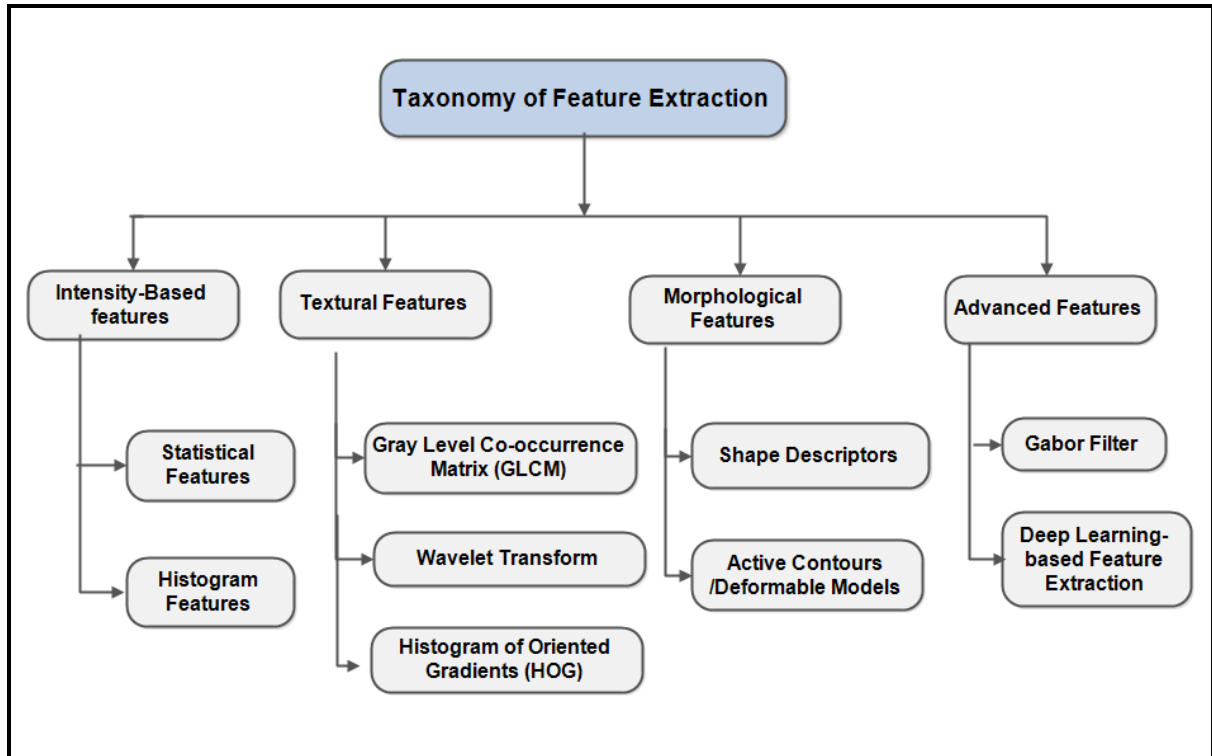 Taxonomy of Feature Extraction
Intensity-Based
features
Textural Features
Morphological
Features
Advanced Features
Statistical
Features
Histogram
Features
Gray Level Co-occurrence
Matrix (GLCM)
Wavelet Transform
Histogram of Oriented
Gradients (HOG)
Shape Descriptors
Active Contours
/Deformable Models
Gabor Filter
Deep Learning-
based Feature
Extraction